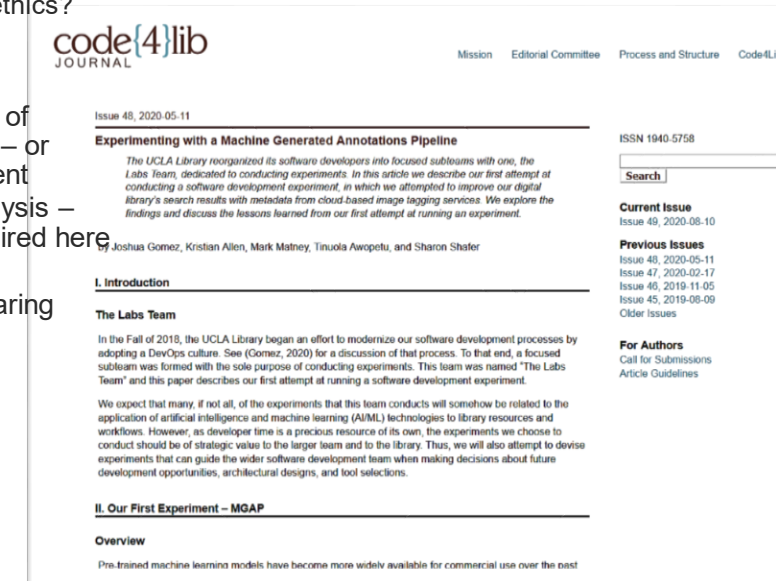 ethics?
of
– or
ent
ysis –
ired here
aring
code{4}lib
JOURNAL
Mission Editorial Committee Process and Structure Code4Li
Issue 48, 2020-05-11
Experimenting with a Machine Generated Annotations Pipeline
The UCLA Library reorganized its software developers into focused subteams with one, the
Labs Team, dedicated to conducting experiments. In this article we describe our first attempt at
conducting a software development experiment, in which we attempted to improve our digital
library's search results with metadata from cloud-based image tagging services. We explore the
findings and discuss the lessons learned from our first attempt at running an experiment.
by Joshua Gomez, Kristian Allen, Mark Matney, Tinuola Awopetu, and Sharon Shafer
I. Introduction
The Labs Team
In the Fall of 2018, the UCLA Library began an effort to modernize our software development processes by
adopting a DevOps culture. See (Gomez, 2020) for a discussion of that process. To that end, a focused
subteam was formed with the sole purpose of conducting experiments. This team was named "The Labs
Team" and this paper describes our first attempt at running a software development experiment.
We expect that many, if not all, of the experiments that this team conducts will somehow be related to the
application of artificial intelligence and machine learning (AI/ML) technologies to library resources and
workflows. However, as developer time is a precious resource of its own, the experiments we choose to
conduct should be of strategic value to the larger team and to the library. Thus, we will also attempt to devise
experiments that can guide the wider software development team when making decisions about future
development opportunities, architectural designs, and tool selections.
II. Our First Experiment – MGAP
Overview
Pre-trained machine learning models have become more widely available for commercial use over the past
ISSN 1940-5758
Search
Current Issue
Issue 49, 2020-08-10
Previous Issues
Issue 48, 2020-05-11
Issue 47, 2020-02-17
Issue 46, 2019-11-05
Issue 45, 2019-08-09
Older Issues
For Authors
Call for Submissions
Article Guidelines